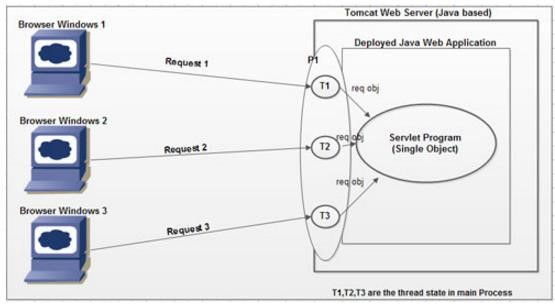 Tomcat Web Server (Java based)
Browser Windows 1
Deployed Java Web Application
P1
Request 1
T1
req obj
Browser Windows 2
Request 2
T2
req obj
Servlet Program
(Single Object)
Browser Windows 3
Request 3
req obj
T3
T1,T2,T3 are the thread state in main Process